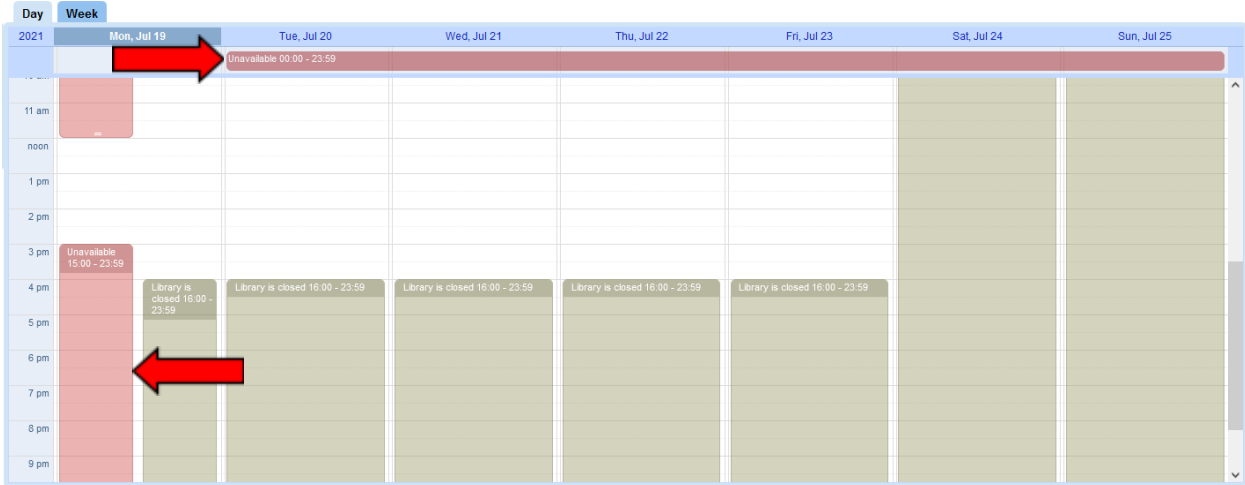 Day Week
2021 Mon, Jul 19 Tue, Jul 20 Wed, Jul 21 Thu, Jul 22 Fri, Jul 23 Sat, Jul 24 Sun, Jul 25
Unavailable 00:00 - 23:59
11 am
noon
1 pm
2 pm
3 pm
Unavailable
15:00 - 23:59
4 pm
Library is
closed 16:00 -
23:59
Library is closed 16:00 - 23:59
Library is closed 16:00 - 23:59
Library is closed 16:00 - 23:59
Library is closed 16:00 - 23:59
5 pm
6 pm
7 pm
8 pm
9 pm